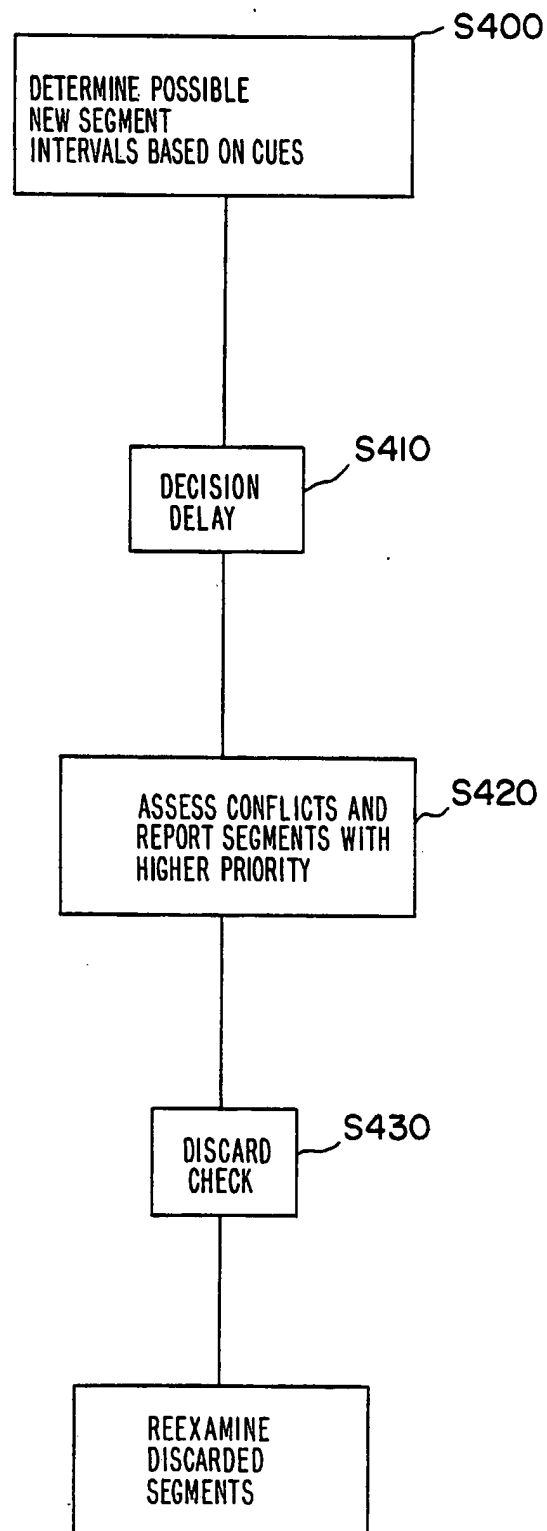 S400
DETERMINE POSSIBLE
NEW SEGMENT
INTERVALS BASED ON CUES
S410
DECISION
DELAY
S420
ASSESS CONFLICTS AND
REPORT SEGMENTS WITH
HIGHER PRIORITY
S430
DISCARD
CHECK
REEXAMINE
DISCARDED
SEGMENTS